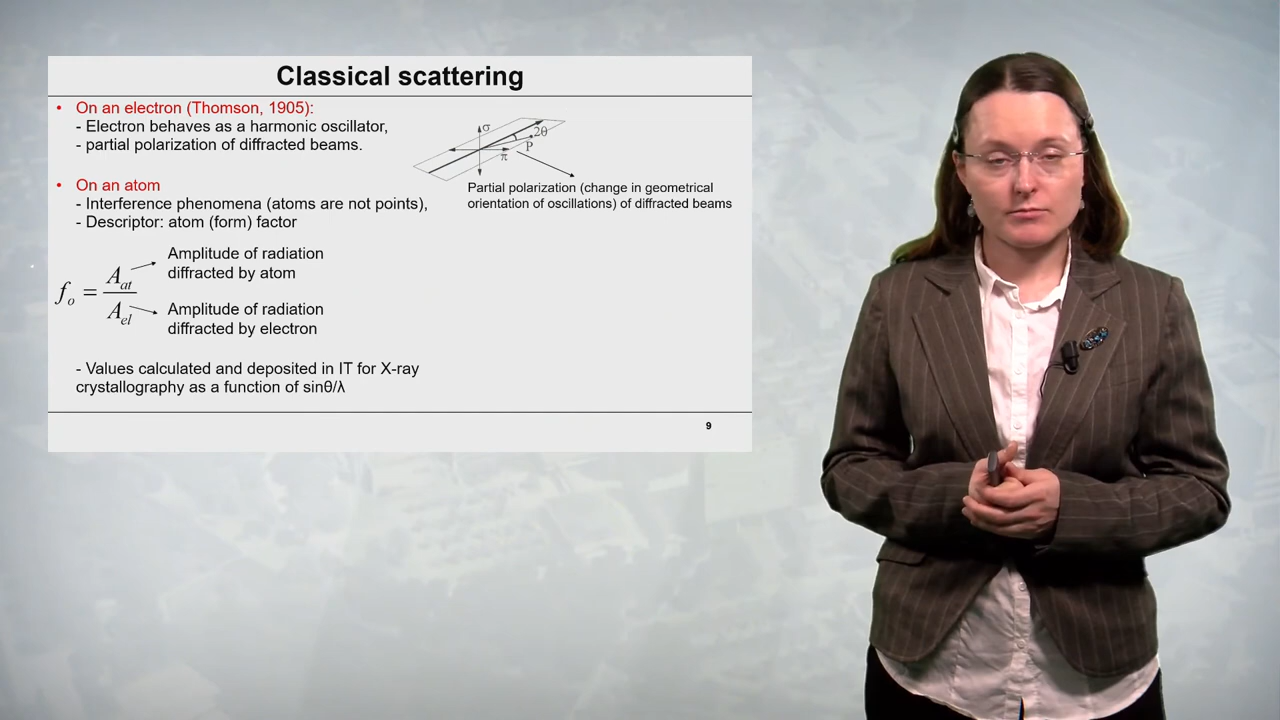 Classical scattering
• On an electron (Thomson, 1905):
- Electron behaves as a harmonic oscillator,
- partial polarization of diffracted beams.
σ
2θ
P
π
Partial polarization (change in geometrical
orientation of oscillations) of diffracted beams
• On an atom
- Interference phenomena (atoms are not points),
- Descriptor: atom (form) factor
f_o = A_at / A_el
Amplitude of radiation
diffracted by atom
Amplitude of radiation
diffracted by electron
- Values calculated and deposited in IT for X-ray
crystallography as a function of sinθ/λ
9